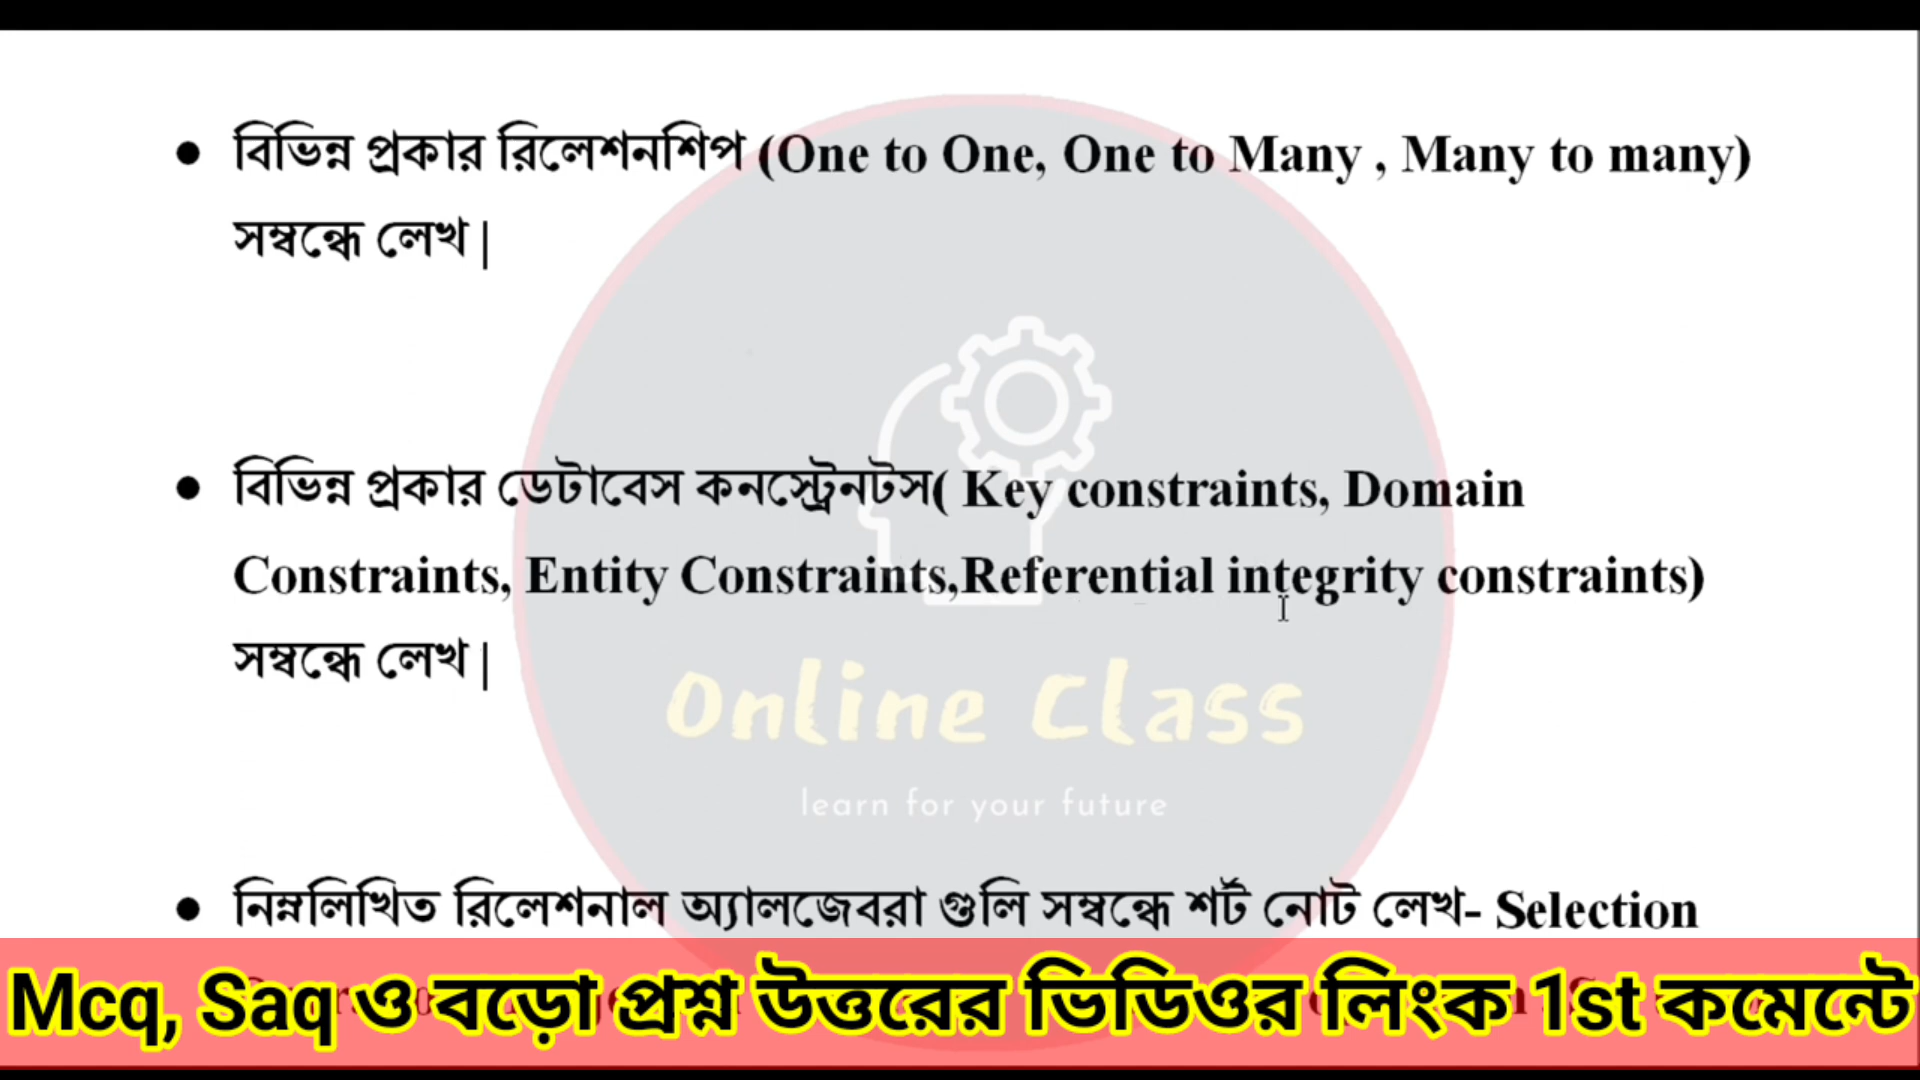 ● বিভিন্ন প্রকার রিলেশনশিপ (One to One, One to Many , Many to many)
সম্বন্ধে লেখ|
● বিভিন্ন প্রকার ডেটাবেস কনস্ট্রেনটস( Key constraints, Domain
Constraints, Entity Constraints,Referential integrity constraints)
সম্বন্ধে লেখ|
Online Class
learn for your future
● নিম্নলিখিত রিলেশনাল অ্যালজেবরা গুলি সম্বন্ধে শর্ট নোট লেখ- Selection
Mcq, Saq ও বড়ো প্রশ্ন উত্তরের ভিডিওর লিংক 1st কমেন্টে